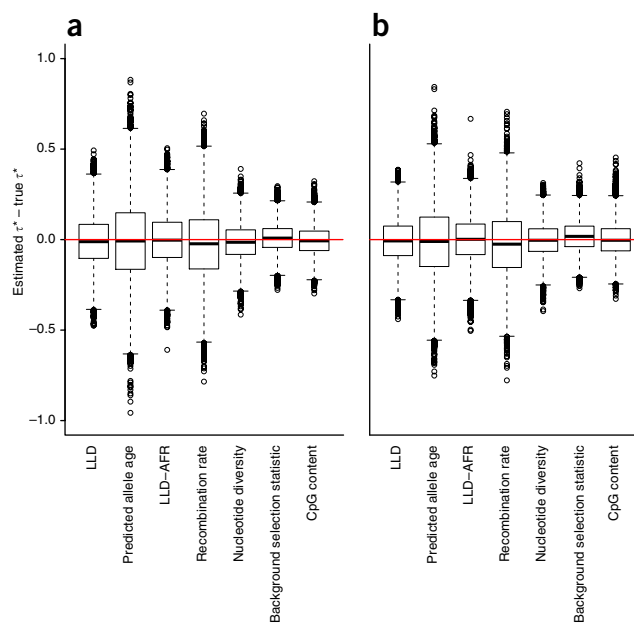 a
b
Estimated τ* − true τ*
1.0
0.5
0.0
−0.5
−1.0
LLD
Predicted allele age
LLD−AFR
Recombination rate
Nucleotide diversity
Background selection statistic
CpG content
LLD
Predicted allele age
LLD−AFR
Recombination rate
Nucleotide diversity
Background selection statistic
CpG content